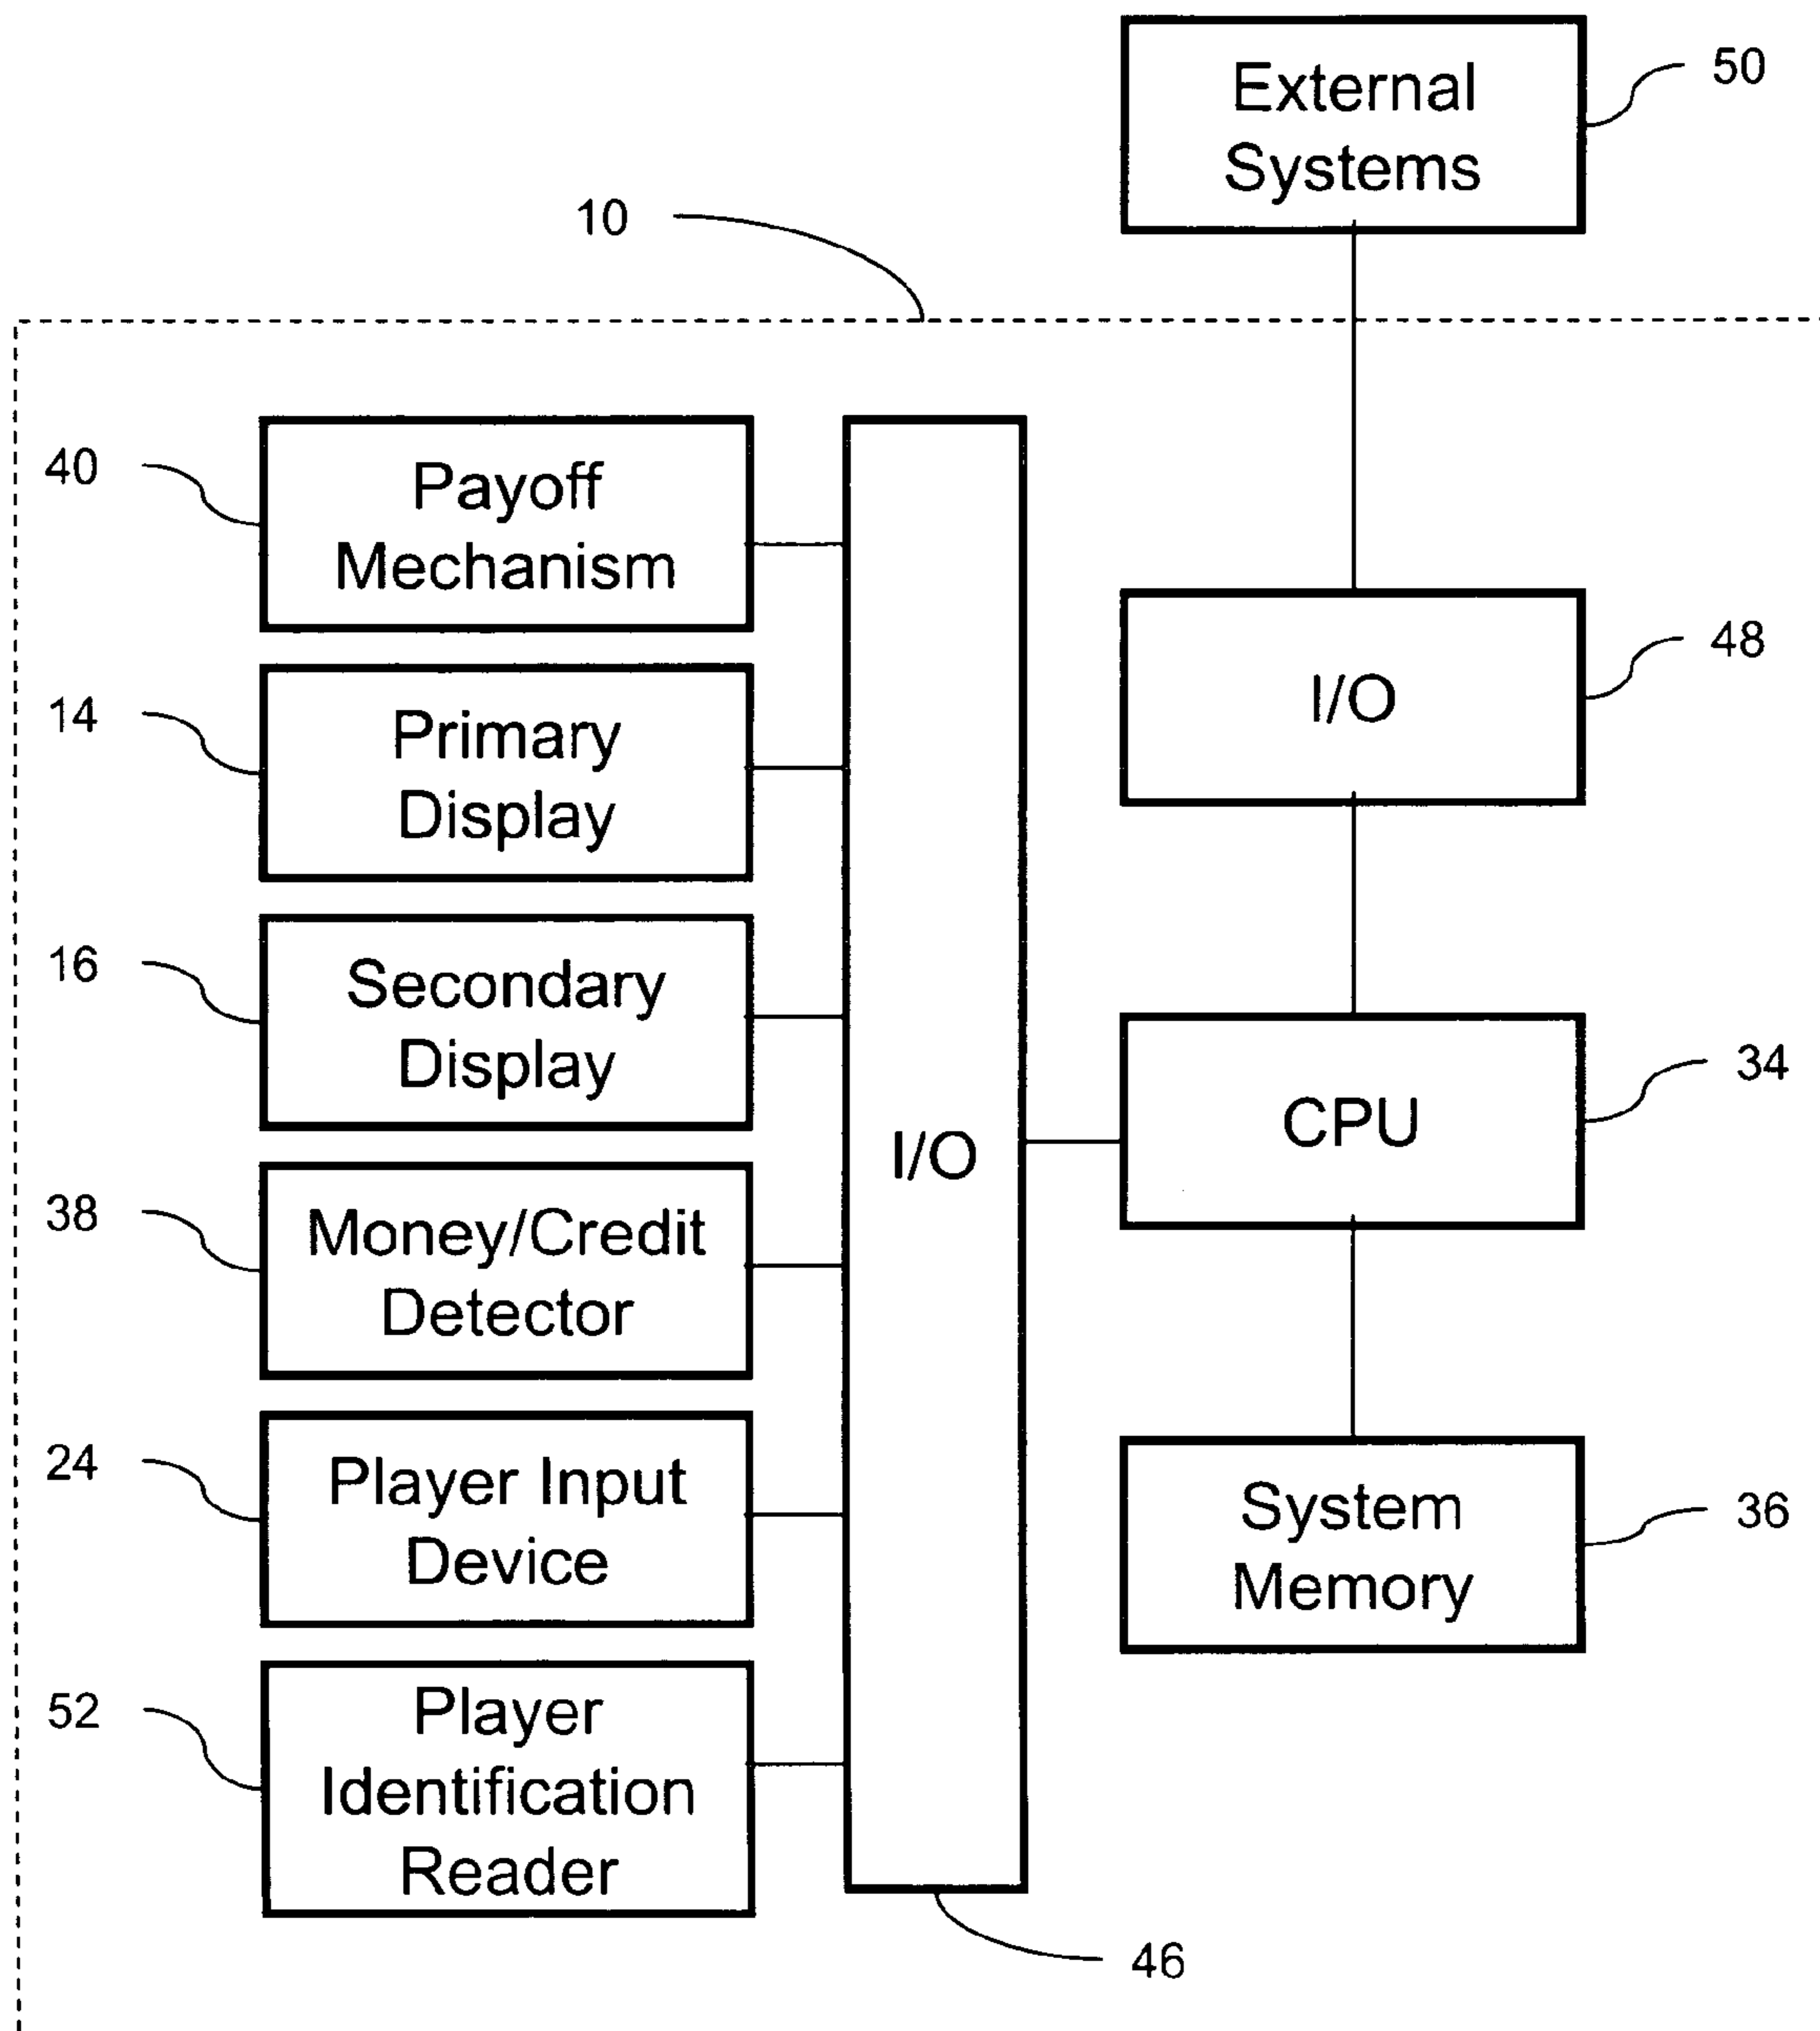 External
Systems
50
10
40
Payoff
Mechanism
14
Primary
Display
16
Secondary
Display
38
Money/Credit
Detector
24
Player Input
Device
52
Player
Identification
Reader
I/O
46
I/O
48
CPU
34
System
Memory
36